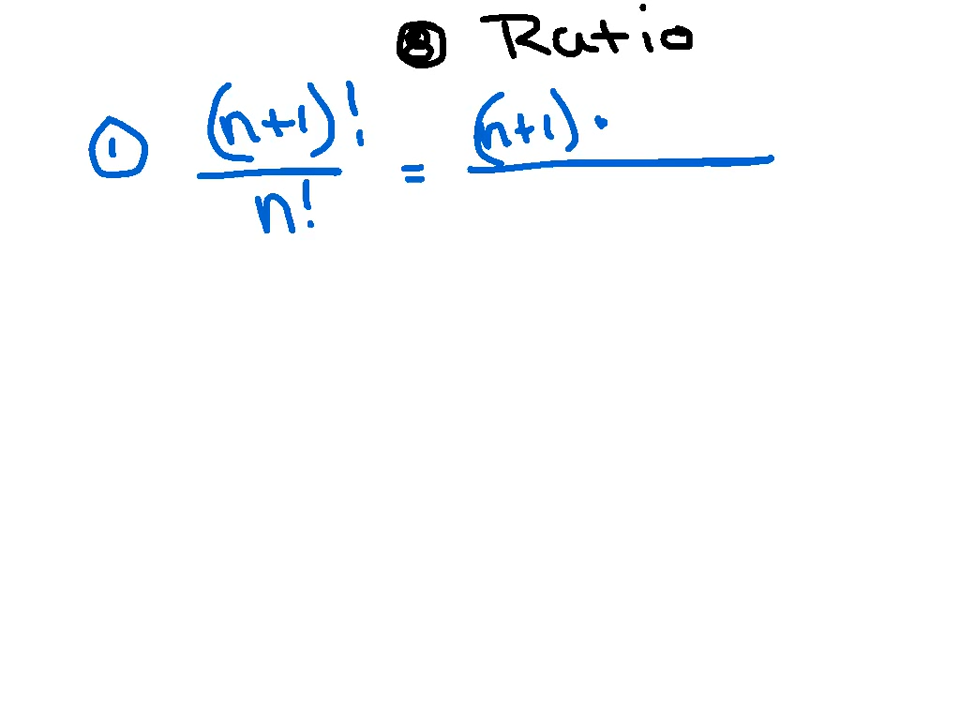 ⑧ Ratio
① (n+1)! / n! = (n+1) ·